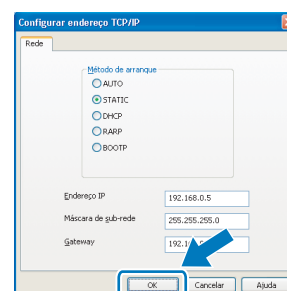 Configurar endereço TCP/IP
Rede
Método de arranque
AUTO
STATIC
DHCP
RARP
BOOTP
Endereço IP 192.168.0.5
Máscara de sub-rede 255.255.255.0
Gateway
OK Cancelar Ajuda